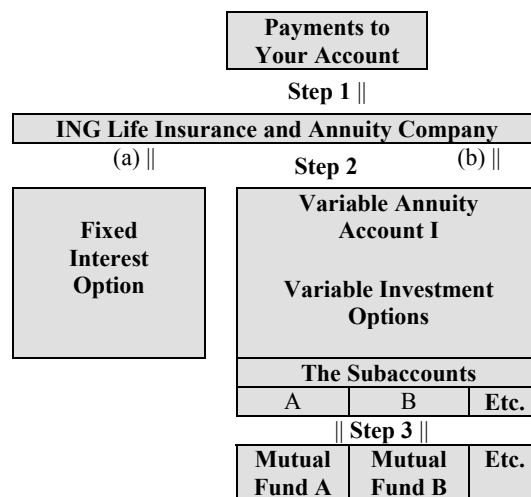 Payments to
Your Account
Step 1 ||
ING Life Insurance and Annuity Company
(a) ||
Step 2
(b) ||
Fixed
Interest
Option
Variable Annuity
Account I
Variable Investment
Options
The Subaccounts
A B Etc.
|| Step 3 ||
Mutual Mutual Etc.
Fund A Fund B